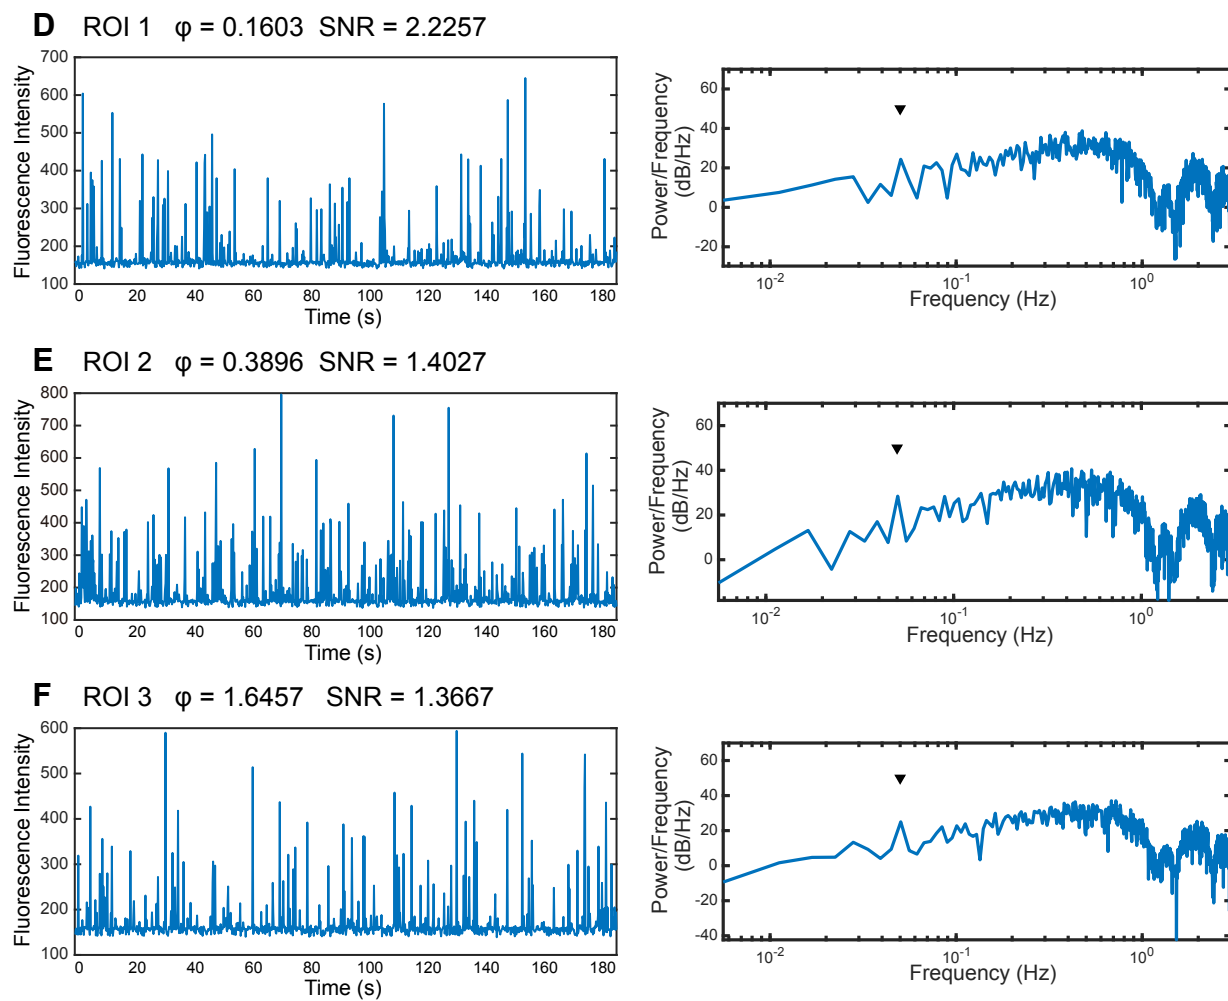 D ROI 1 φ = 0.1603 SNR = 2.2257
700
600
500
400
300
200
100
Fluorescence Intensity
0 20 40 60 80 100 120 140 160 180
Time (s)
60
40
20
0
-20
Power/Frequency
(dB/Hz)
10-2 10-1 100
Frequency (Hz)
E ROI 2 φ = 0.3896 SNR = 1.4027
800
700
600
500
400
300
200
100
Fluorescence Intensity
0 20 40 60 80 100 120 140 160 180
Time (s)
60
40
20
0
Power/Frequency
(dB/Hz)
10-2 10-1 100
Frequency (Hz)
F ROI 3 φ = 1.6457 SNR = 1.3667
600
500
400
300
200
100
Fluorescence Intensity
0 20 40 60 80 100 120 140 160 180
Time (s)
60
40
20
0
-20
-40
Power/Frequency
(dB/Hz)
10-2 10-1 100
Frequency (Hz)